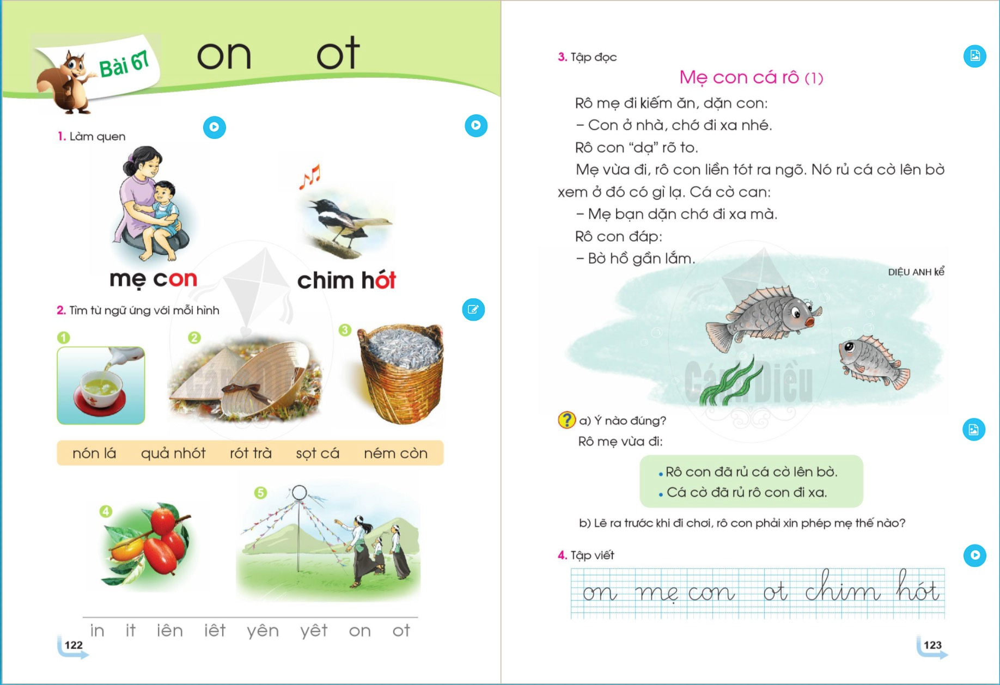 Bài 67
on ot
1. Làm quen
mẹ con
chim hót
2. Tìm từ ngữ ứng với mỗi hình
1
2
3
nón lá quả nhót rót trà sọt cá ném còn
4
5
in it iên iêt yên yêt on ot
122
3. Tập đọc
Mẹ con cá rô (1)
Rô mẹ đi kiếm ăn, dặn con:
– Con ở nhà, chớ đi xa nhé.
Rô con “dạ” rõ to.
Mẹ vừa đi, rô con liền tót ra ngõ. Nó rủ cá cờ lên bờ
xem ở đó có gì lạ. Cá cờ can:
– Mẹ bạn dặn chớ đi xa mà.
Rô con đáp:
– Bờ hồ gần lắm.
DIỆU ANH kể
Cánh Diều
? a) Ý nào đúng?
Rô mẹ vừa đi:
• Rô con đã rủ cá cờ lên bờ.
• Cá cờ đã rủ rô con đi xa.
b) Lẽ ra trước khi đi chơi, rô con phải xin phép mẹ thế nào?
4. Tập viết
on mẹ con ot chim hót
123